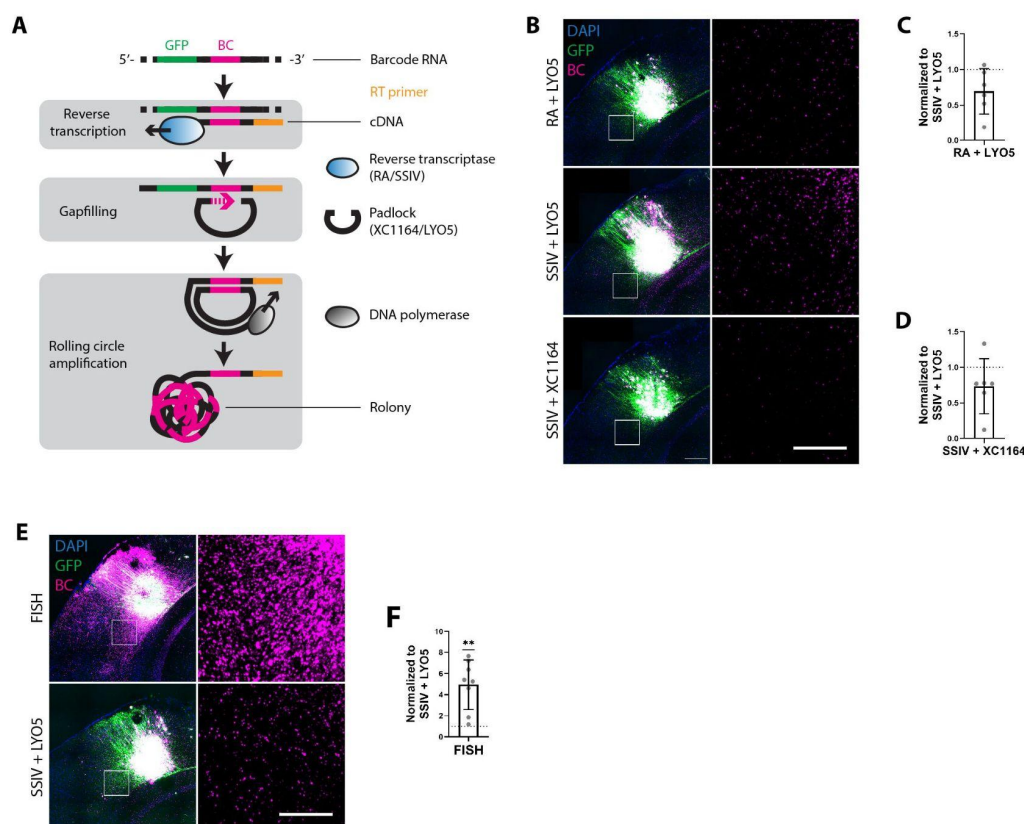 A
GFP BC
5'- -3'
Barcode RNA
RT primer
Reverse
transcription
cDNA
Reverse transcriptase
(RA/SSIV)
Gapfilling
Padlock
(XC1164/LYO5)
DNA polymerase
Rolling circle
amplification
Rolony
B
DAPI
GFP
BC
RA + LYO5
SSIV + LYO5
SSIV + XC1164
C
Normalized to
SSIV + LYO5
1.5
1.0
0.5
0.0
RA + LYO5
D
Normalized to
SSIV + LYO5
1.5
1.0
0.5
0.0
SSIV + XC1164
E
DAPI
GFP
BC
FISH
SSIV + LYO5
F
Normalized to
SSIV + LYO5
10
8
6
4
2
0
**
FISH